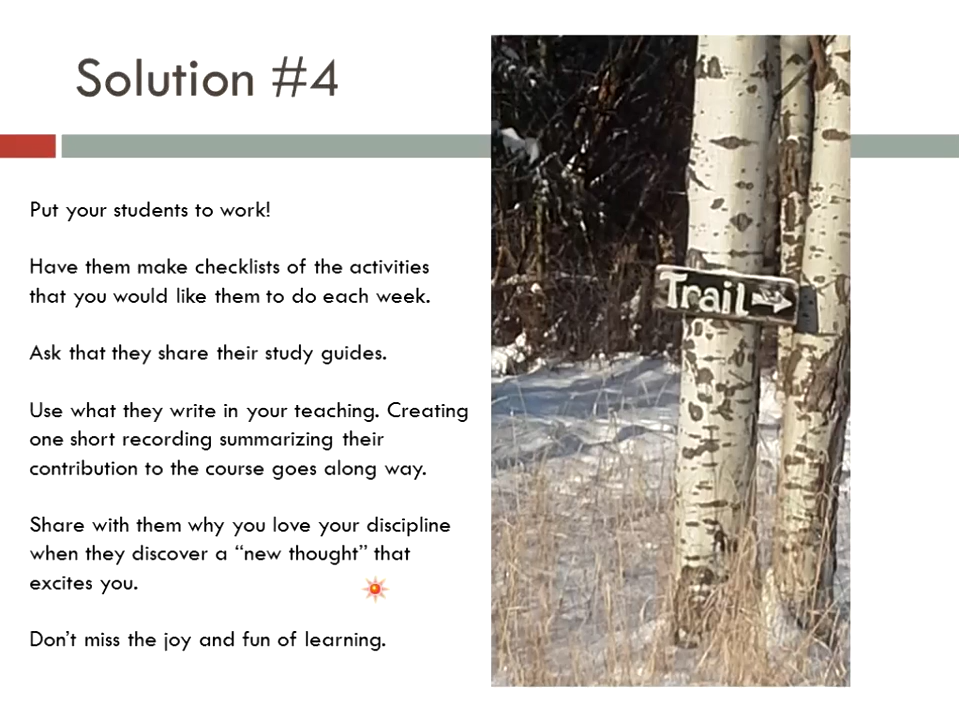 Solution #4
Put your students to work!
Have them make checklists of the activities
that you would like them to do each week.
Ask that they share their study guides.
Use what they write in your teaching. Creating
one short recording summarizing their
contribution to the course goes along way.
Share with them why you love your discipline
when they discover a “new thought” that
excites you.
Don’t miss the joy and fun of learning.
Trail